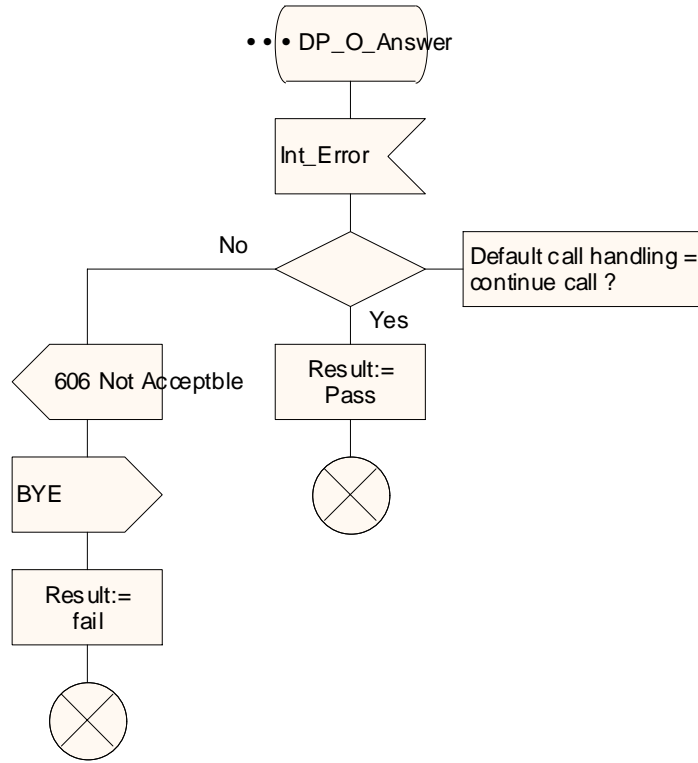 • • • DP_O_Answer
Int_Error
No
Default call handling =
continue call ?
Yes
606 Not Acceptble
Result:=
Pass
BYE
Result:=
fail